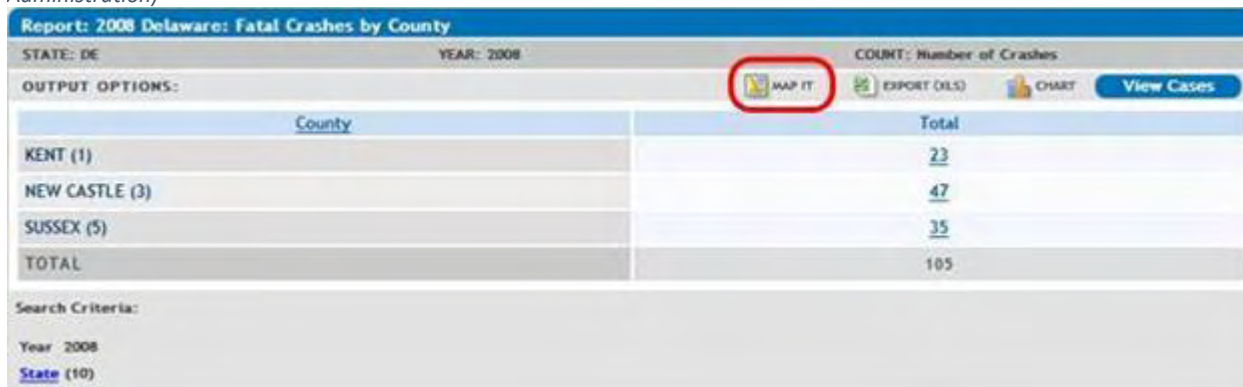 Administration)
Report: 2008 Delaware: Fatal Crashes by County
STATE: DE YEAR: 2008 COUNT: Number of Crashes
OUTPUT OPTIONS: MAP IT EXPORT (XLS) CHART View Cases
County Total
KENT (1) 23
NEW CASTLE (3) 47
SUSSEX (5) 35
TOTAL 105
Search Criteria:
Year 2008
State (10)